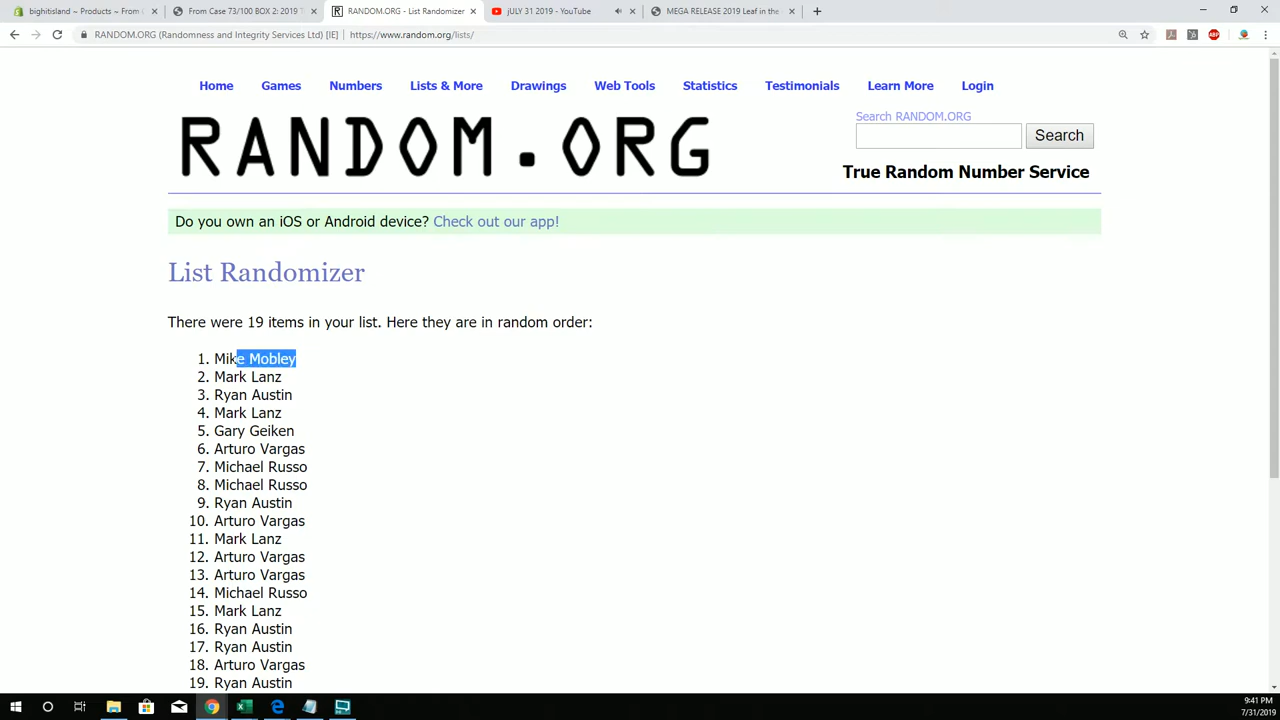 bighitisland ~ Products ~ From C
From Case 73/100 BOX 2: 2019 T
RANDOM.ORG - List Randomizer
jULY 31 2019 - YouTube
MEGA RELEASE 2019 Leaf in the
RANDOM.ORG (Randomness and Integrity Services Ltd) [IE] | https://www.random.org/lists/
Home Games Numbers Lists & More Drawings Web Tools Statistics Testimonials Learn More Login
RANDOM.ORG
Search RANDOM.ORG
Search
True Random Number Service
Do you own an iOS or Android device? Check out our app!
List Randomizer
There were 19 items in your list. Here they are in random order:
1. Mike Mobley
2. Mark Lanz
3. Ryan Austin
4. Mark Lanz
5. Gary Geiken
6. Arturo Vargas
7. Michael Russo
8. Michael Russo
9. Ryan Austin
10. Arturo Vargas
11. Mark Lanz
12. Arturo Vargas
13. Arturo Vargas
14. Michael Russo
15. Mark Lanz
16. Ryan Austin
17. Ryan Austin
18. Arturo Vargas
19. Ryan Austin
9:41 PM
7/31/2019